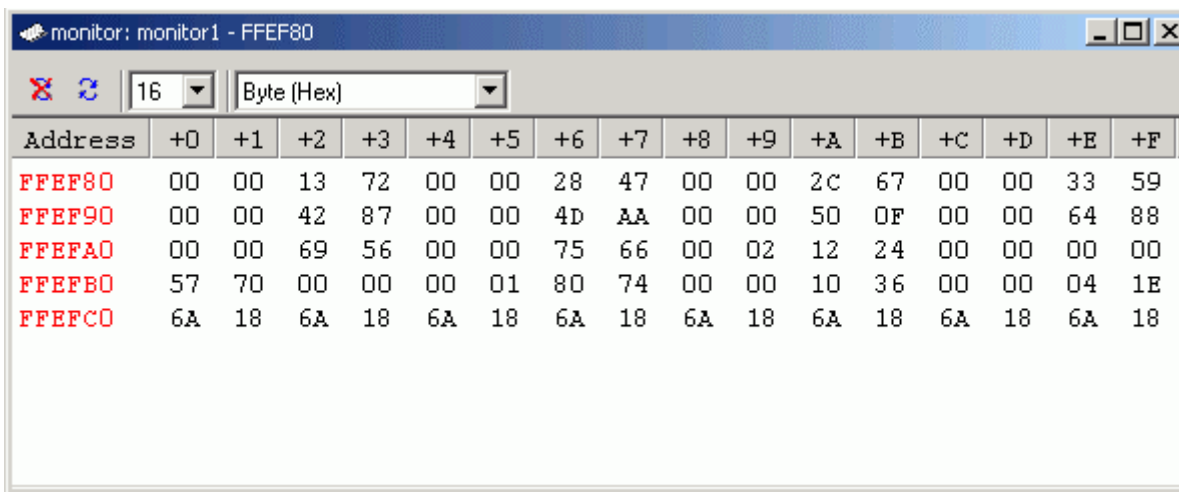 monitor: monitor1 - FFEF80
16 Byte (Hex)
Address +0 +1 +2 +3 +4 +5 +6 +7 +8 +9 +A +B +C +D +E +F
FFEF80 00 00 13 72 00 00 28 47 00 00 2C 67 00 00 33 59
FFEF90 00 00 42 87 00 00 4D AA 00 00 50 0F 00 00 64 88
FFEFA0 00 00 69 56 00 00 75 66 00 02 12 24 00 00 00 00
FFEFB0 57 70 00 00 00 01 80 74 00 00 10 36 00 00 04 1E
FFEFC0 6A 18 6A 18 6A 18 6A 18 6A 18 6A 18 6A 18 6A 18